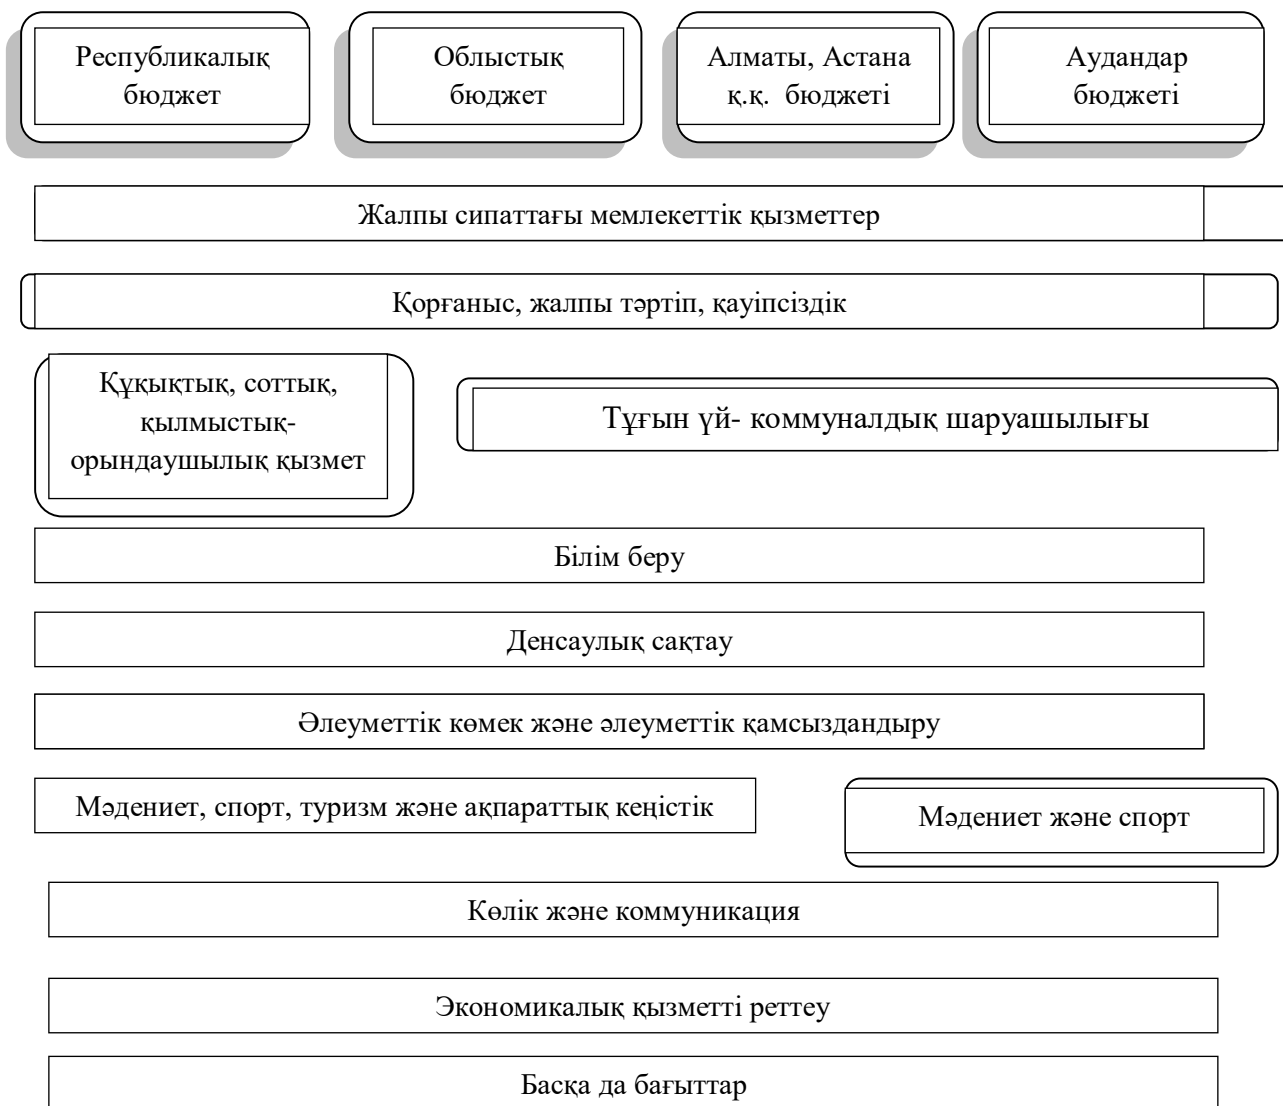 Республикалық
бюджет
Облыстық
бюджет
Алматы, Астана
қ.қ. бюджеті
Аудандар
бюджеті
Жалпы сипаттағы мемлекеттік қызметтер
Қорғаныс, жалпы тәртіп, қауіпсіздік
Құқықтық, соттық,
қылмыстық-
орындаушылық қызмет
Тұғын үй- коммуналдық шаруашылығы
Білім беру
Денсаулық сақтау
Әлеуметтік көмек және әлеуметтік қамсыздандыру
Мәдениет, спорт, туризм және ақпараттық кеңістік
Мәдениет және спорт
Көлік және коммуникация
Экономикалық қызметті реттеу
Басқа да бағыттар